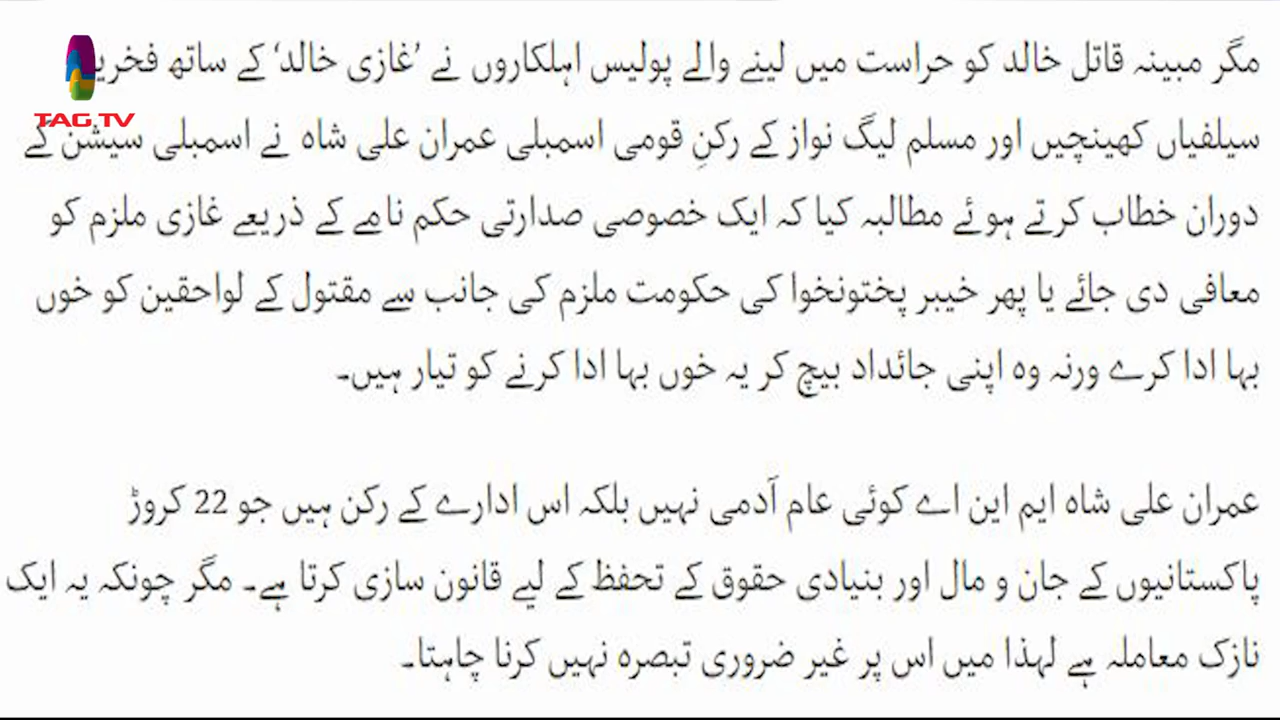 مگر مبینہ قاتل خالد کو حراست میں لینے والے پولیس اہلکاروں نے ’غازی خالد‘ کے ساتھ فخریہ
TAG.TV
سیلفیاں کھینچیں اور مسلم لیگ نواز کے رکنِ قومی اسمبلی عمران علی شاہ نے اسمبلی سیشن کے
دوران خطاب کرتے ہوئے مطالبہ کیا کہ ایک خصوصی صدارتی حکم نامے کے ذریعے غازی ملزم کو
معافی دی جائے یا پھر خیبر پختونخوا کی حکومت ملزم کی جانب سے مقتول کے لواحقین کو خوں
بہا ادا کرے ورنہ وہ اپنی جائداد بیچ کر یہ خوں بہا ادا کرنے کو تیار ہیں۔
عمران علی شاہ ایم این اے کوئی عام آدمی نہیں بلکہ اس ادارے کے رکن ہیں جو 22 کروڑ
پاکستانیوں کے جان و مال اور بنیادی حقوق کے تحفظ کے لیے قانون سازی کرتا ہے۔ مگر چونکہ یہ ایک
نازک معاملہ ہے لہذا میں اس پر غیر ضروری تبصرہ نہیں کرنا چاہتا۔